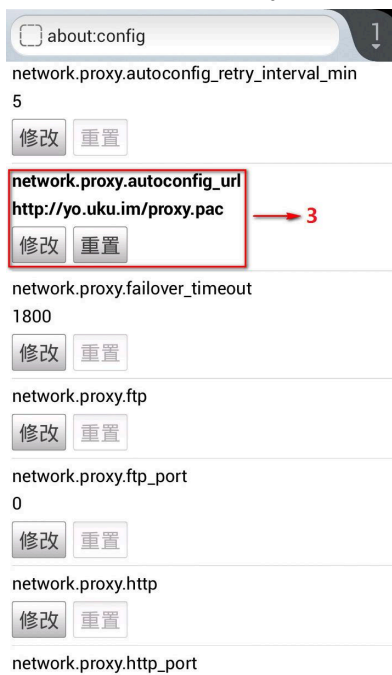 about:config
1
network.proxy.autoconfig_retry_interval_min
5
修改 重置
network.proxy.autoconfig_url
http://yo.uku.im/proxy.pac
3
修改 重置
network.proxy.failover_timeout
1800
修改 重置
network.proxy.ftp
修改 重置
network.proxy.ftp_port
0
修改 重置
network.proxy.http
修改 重置
network.proxy.http_port